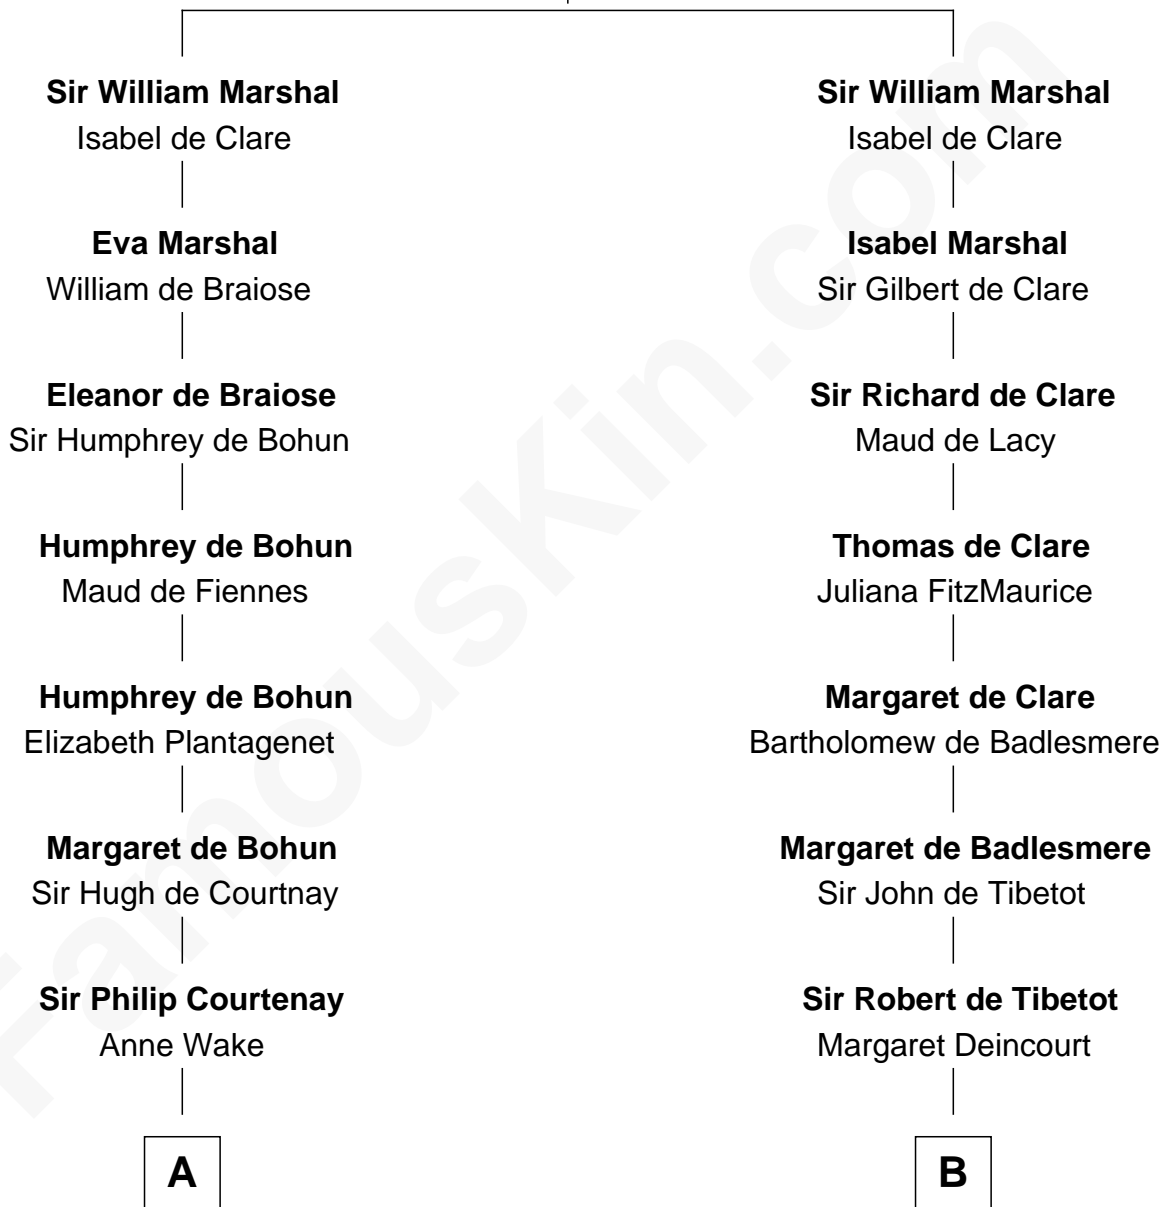 Sir William Marshal
Isabel de Clare
Eva Marshal
William de Braiose
Eleanor de Braiose
Sir Humphrey de Bohun
Humphrey de Bohun
Maud de Fiennes
Humphrey de Bohun
Elizabeth Plantagenet
Margaret de Bohun
Sir Hugh de Courtnay
Sir Philip Courtenay
Anne Wake
A
Sir William Marshal
Isabel de Clare
Isabel Marshal
Sir Gilbert de Clare
Sir Richard de Clare
Maud de Lacy
Thomas de Clare
Juliana FitzMaurice
Margaret de Clare
Bartholomew de Badlesmere
Margaret de Badlesmere
Sir John de Tibetot
Sir Robert de Tibetot
Margaret Deincourt
B
FamousKin.com